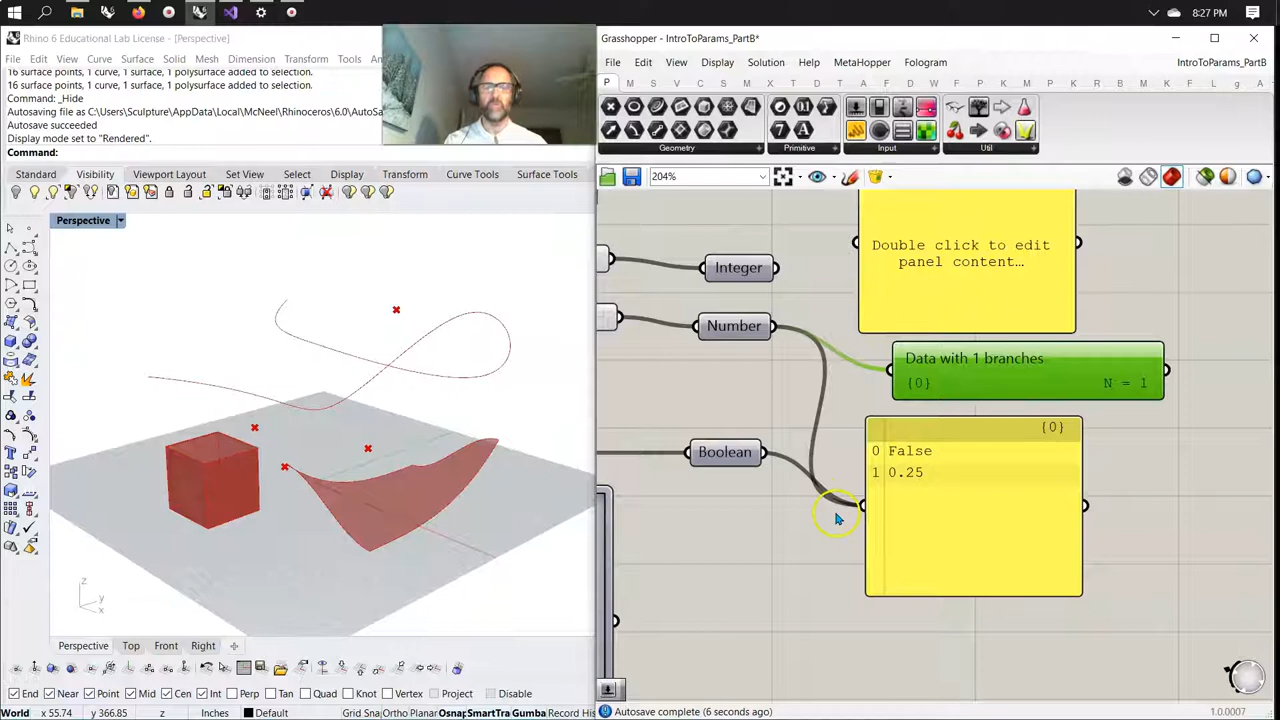 8:27 PM
Rhino 6 Educational Lab License - [Perspective]
Grasshopper - IntroToParams_PartB*
File Edit View Curve Surface Solid Mesh Dimension Transform Tools
File Edit View Display Solution Help MetaHopper Fologram
IntroToParams_PartB
16 surface points, 1 curve, 1 surface, 1 polysurface added to selection.
16 surface points, 1 curve, 1 surface, 1 polysurface added to selection.
Command: _Hide
Autosaving file as C:\Users\Sculpture\AppData\Local\McNeel\Rhinoceros\6.0\AutoSa
Autosave succeeded
Display mode set to "Rendered".
Command:
P M S V C S M I T D D W K K H E G A
Geometry
Primitive
Input
Util
Standard Visibility Viewport Layout Set View Select Display Transform Curve Tools Surface Tools
204%
Perspective
Double click to edit
panel content…
Integer
Number
Data with 1 branches
{0} N = 1
{0}
Boolean
0 False
1 0.25
z
y
x
Perspective Top Front Right
End Near Point Mid Cen Int Perp Tan Quad Knot Vertex Project Disable
World x 55.74 y 366.85 z Inches Default Grid Snap Ortho Planar Osnap SmartTra Gumba Record His
Autosave complete (6 seconds ago)
1.0.0007